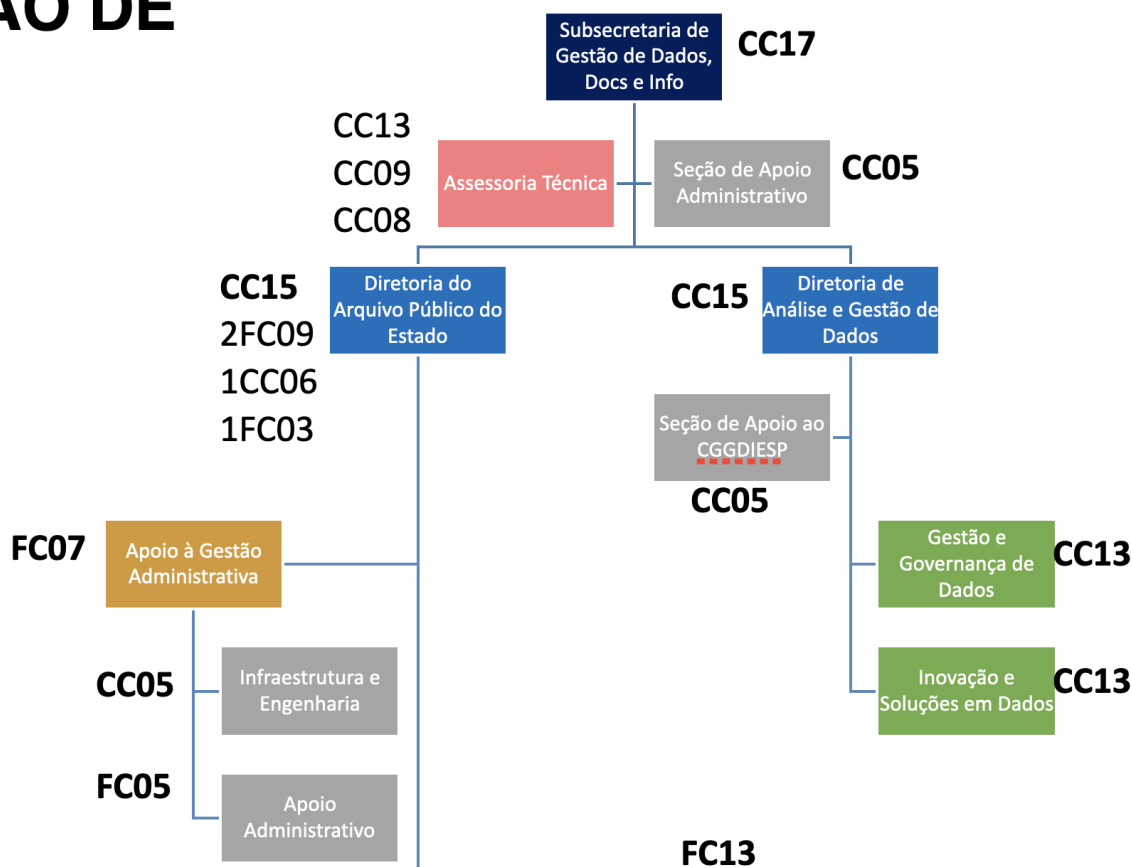 ÃO DE
Subsecretaria de
Gestão de Dados,
Docs e Info
CC17
CC13
CC09
CC08
Assessoria Técnica
Seção de Apoio
Administrativo
CC05
CC15
2FC09
1CC06
1FC03
Diretoria do
Arquivo Público do
Estado
CC15
Diretoria de
Análise e Gestão de
Dados
Seção de Apoio ao
CGGDIESP
CC05
FC07
Apoio à Gestão
Administrativa
Gestão e
Governança de
Dados
CC13
CC05
Infraestrutura e
Engenharia
Inovação e
Soluções em Dados
CC13
FC05
Apoio
Administrativo
FC13